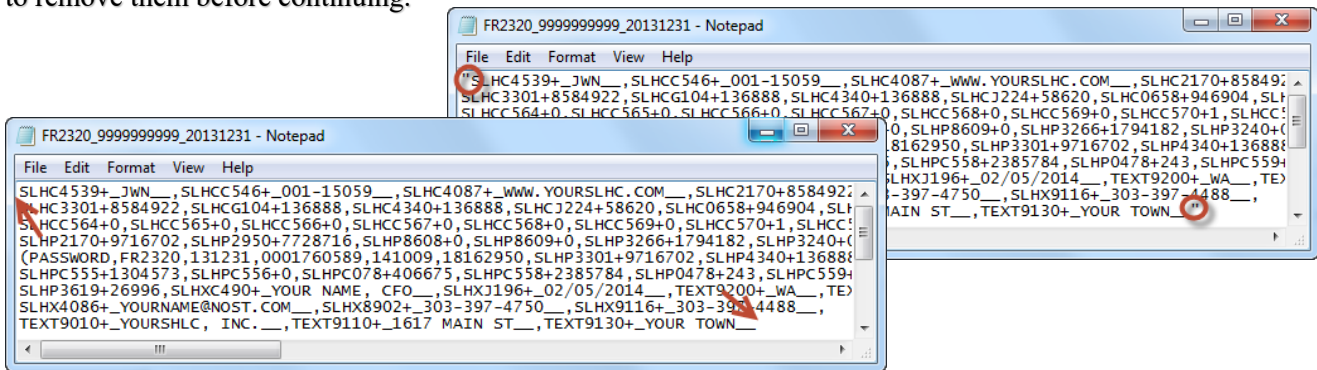 to remove them before continuing.
FR2320_9999999999_20131231 - Notepad
File Edit Format View Help
"SLHC4539+_JWN__,SLHCC546+_001-15059__,SLHC4087+_WWW.YOURSLHC.COM__,SLHC2170+858492
SLHC3301+8584922,SLHCG104+136888,SLHC4340+136888,SLHCJ224+58620,SLHC0658+946904,SLH
SLHCC564+0,SLHCC565+0,SLHCC566+0,SLHCC567+0,SLHCC568+0,SLHCC569+0,SLHCC570+1,SLHCC
+0,SLHP8609+0,SLHP3266+1794182,SLHP3240+(
18162950,SLHP3301+9716702,SLHP4340+136888
,SLHPC558+2385784,SLHP0478+243,SLHPC559+
SLHXJ196+_02/05/2014__,TEXT9200+_WA__,TEX
3-397-4750__,SLHX9116+_303-397-4488__,
MAIN ST__,TEXT9130+_YOUR TOWN__"
FR2320_9999999999_20131231 - Notepad
File Edit Format View Help
SLHC4539+_JWN__,SLHCC546+_001-15059__,SLHC4087+_WWW.YOURSLHC.COM__,SLHC2170+8584922
SLHC3301+8584922,SLHCG104+136888,SLHC4340+136888,SLHCJ224+58620,SLHC0658+946904,SLH
SLHCC564+0,SLHCC565+0,SLHCC566+0,SLHCC567+0,SLHCC568+0,SLHCC569+0,SLHCC570+1,SLHCC
SLHP2170+9716702,SLHP2950+7728716,SLHP8608+0,SLHP8609+0,SLHP3266+1794182,SLHP3240+(
(PASSWORD,FR2320,131231,0001760589,141009,18162950,SLHP3301+9716702,SLHP4340+136888
SLHPC555+1304573,SLHPC556+0,SLHPC078+406675,SLHPC558+2385784,SLHP0478+243,SLHPC559+
SLHP3619+26996,SLHXC490+_YOUR NAME, CFO__,SLHXJ196+_02/05/2014__,TEXT9200+_WA__,TEX
SLHX4086+_YOURNAME@NOST.COM__,SLHX8902+_303-397-4750__,SLHX9116+_303-397-4488__,
TEXT9010+_YOURSHLC, INC.__,TEXT9110+_1617 MAIN ST__,TEXT9130+_YOUR TOWN__